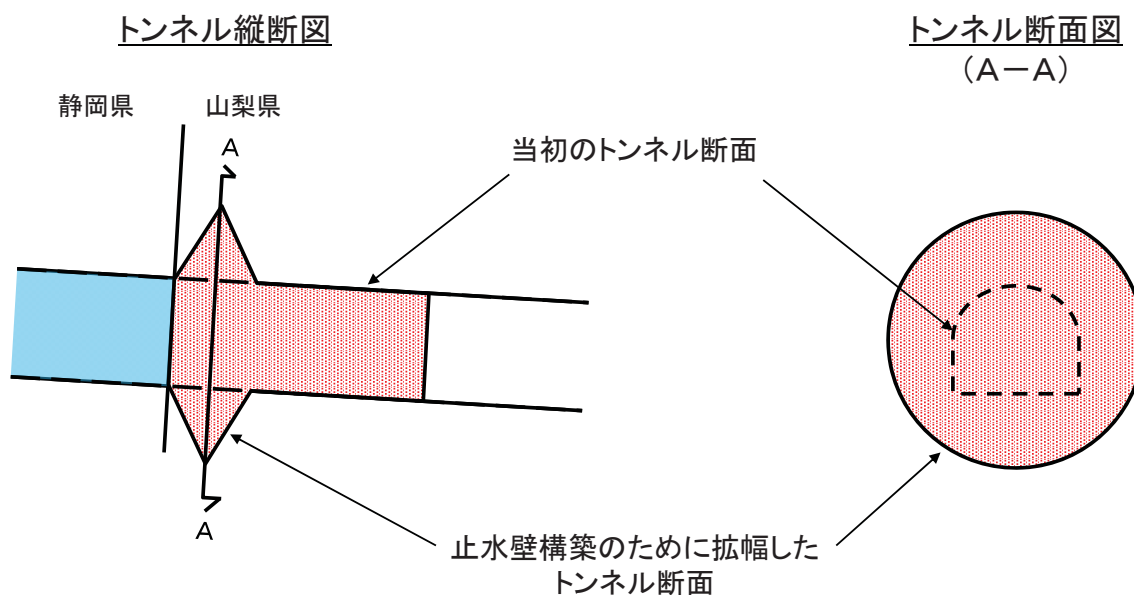 トンネル縦断図
トンネル断面図
（A－A）
静岡県
山梨県
A
当初のトンネル断面
A
止水壁構築のために拡幅した
トンネル断面